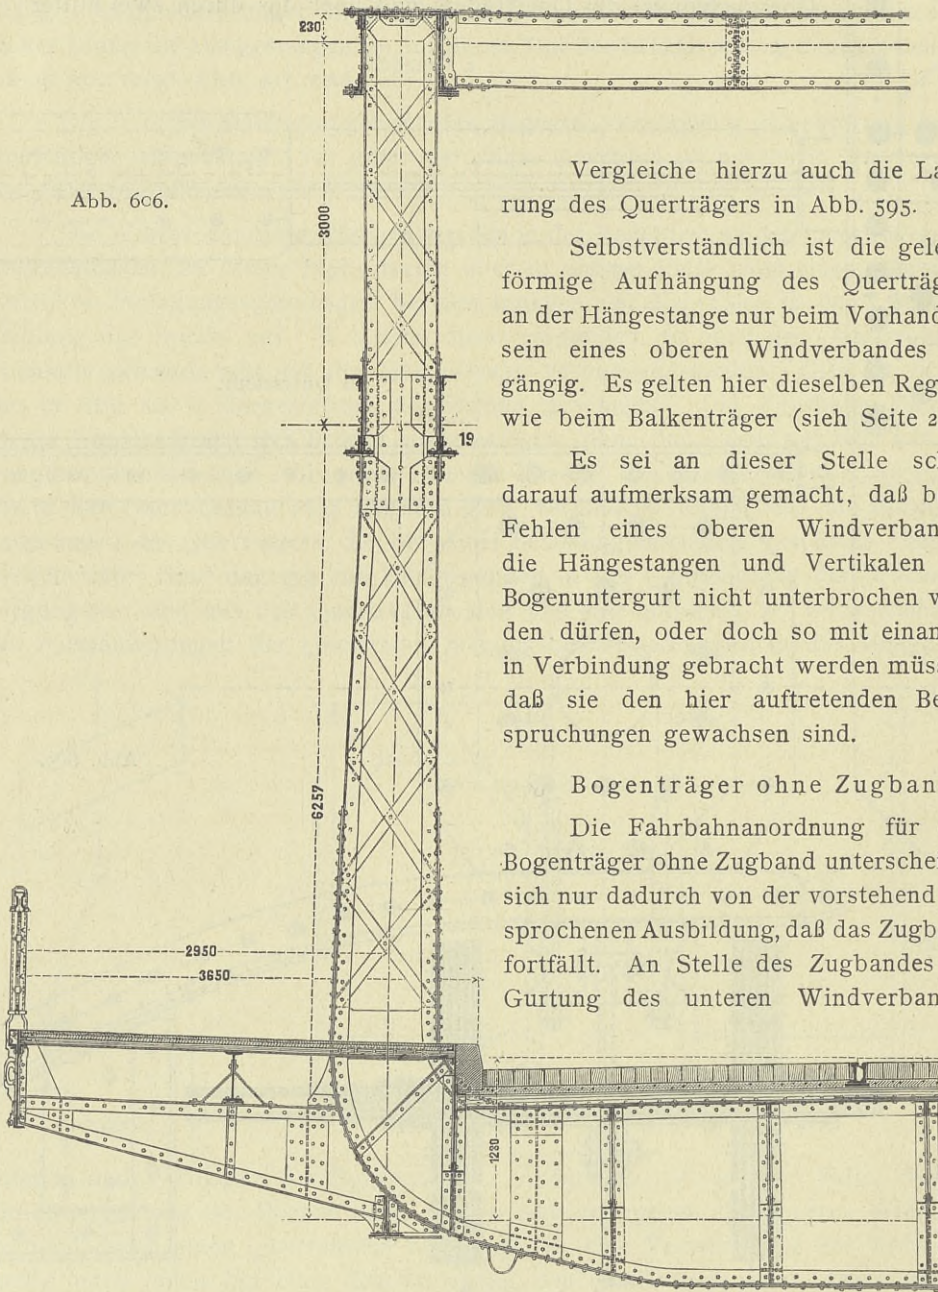 230
Abb. 6c6.
3000
19
6257
2950
3650
1230
Vergleiche hierzu auch die La
rung des Querträgers in Abb. 595.
Selbstverständlich ist die gele
förmige Aufhängung des Querträg
an der Hängestange nur beim Vorhand
sein eines oberen Windverbandes
gängig. Es gelten hier dieselben Reg
wie beim Balkenträger (sieh Seite 2
Es sei an dieser Stelle sc
darauf aufmerksam gemacht, daß b
Fehlen eines oberen Windverban
die Hängestangen und Vertikalen
Bogenuntergurt nicht unterbrochen w
den dürfen, oder doch so mit einan
in Verbindung gebracht werden müs
daß sie den hier auftretenden Be
spruchungen gewachsen sind.
Bogenträger ohne Zugban
Die Fahrbahnanordnung für
Bogenträger ohne Zugband untersche
sich nur dadurch von der vorstehend
sprochenen Ausbildung, daß das Zugb
fortfällt. An Stelle des Zugbandes
Gurtung des unteren Windverban